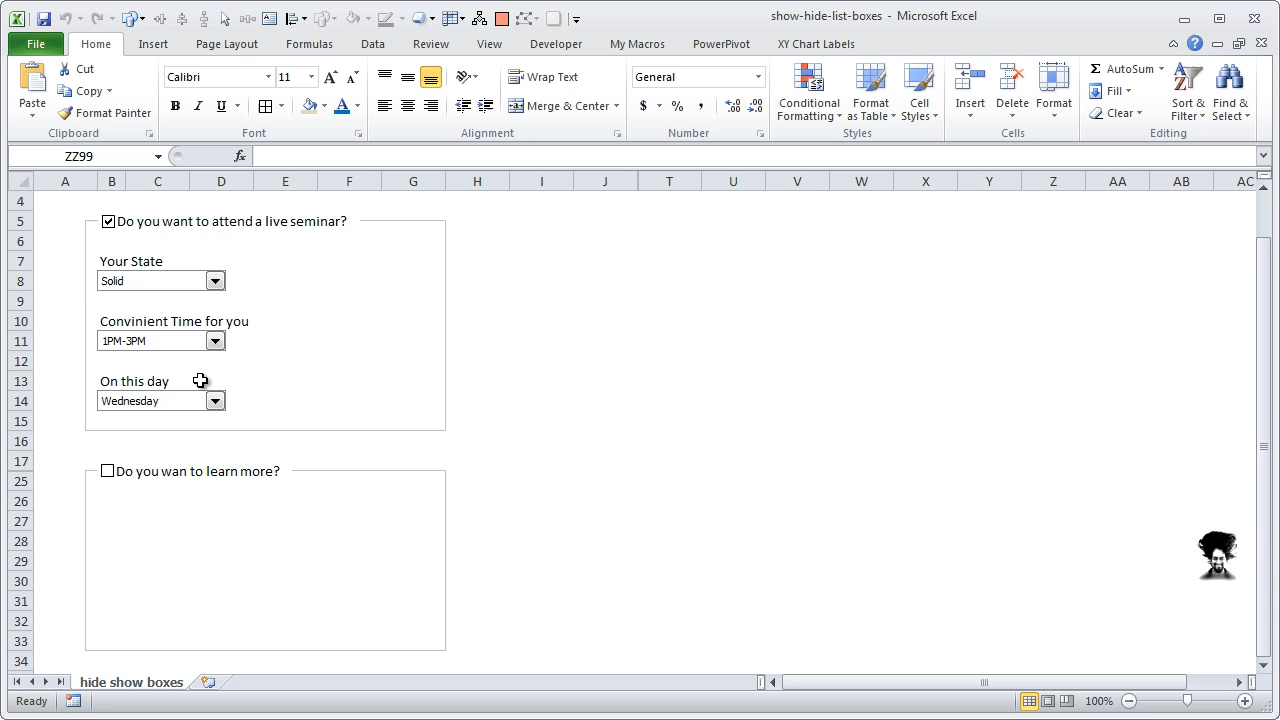 show-hide-list-boxes - Microsoft Excel
File Home Insert Page Layout Formulas Data Review View Developer My Macros PowerPivot XY Chart Labels
Paste
Cut
Copy
Format Painter
Clipboard
Calibri 11
B I U
Font
Wrap Text
Merge & Center
Alignment
General
$ % ,
Number
Conditional Formatting
Format as Table
Cell Styles
Styles
Insert Delete Format
Cells
AutoSum
Fill
Clear
Sort & Filter
Find & Select
Editing
ZZ99
fx
A B C D E F G H I J T U V W X Y Z AA AB AC
4
5 Do you want to attend a live seminar?
6
7 Your State
8 Solid
9
10 Convinient Time for you
11 1PM-3PM
12
13 On this day
14 Wednesday
15
16
17 Do you wan to learn more?
25
26
27
28
29
30
31
32
33
34
hide show boxes
Ready
100%